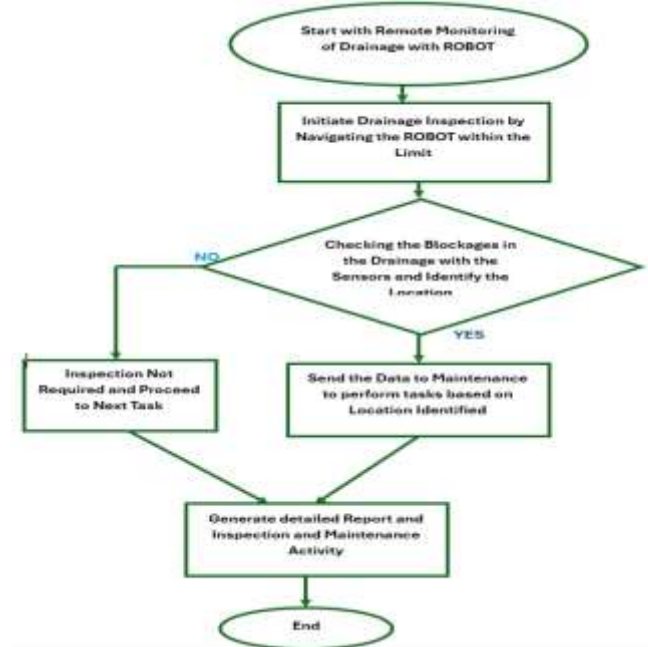 Start with Remote Monitoring
of Drainage with ROBOT
Initiate Drainage Inspection by
Navigating the ROBOT within the
Limit
Checking the Blockages in
the Drainage with the
Sensors and Identify the
Location
NO
YES
Inspection Not
Required and Proceed
to Next Task
Send the Data to Maintenance
to perform tasks based on
Location Identified
Generate detailed Report and
Inspection and Maintenance
Activity
End